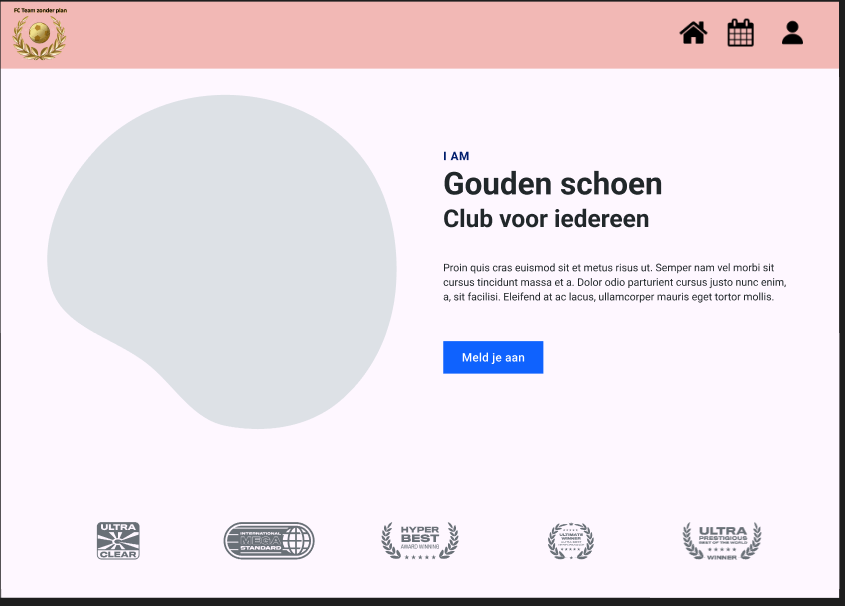 FC Team zonder plan
I AM
Gouden schoen
Club voor iedereen
Proin quis cras euismod sit et metus risus ut. Semper nam vel morbi sit
cursus tincidunt massa et a. Dolor odio parturient cursus justo nunc enim,
a, sit facilisi. Eleifend at ac lacus, ullamcorper mauris eget tortor mollis.
Meld je aan
ULTRA
CLEAR
INTERNATIONAL
MEGA
STANDARD
HYPER
BEST
AWARD WINNING
ULTIMATE
WINNER
ULTRA
PRESTIGIOUS
BEST OF THE WORLD
WINNER